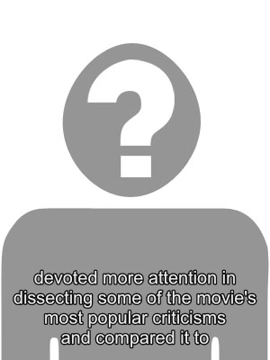 ?
devoted more attention in
dissecting some of the movie's
most popular criticisms
and compared it to